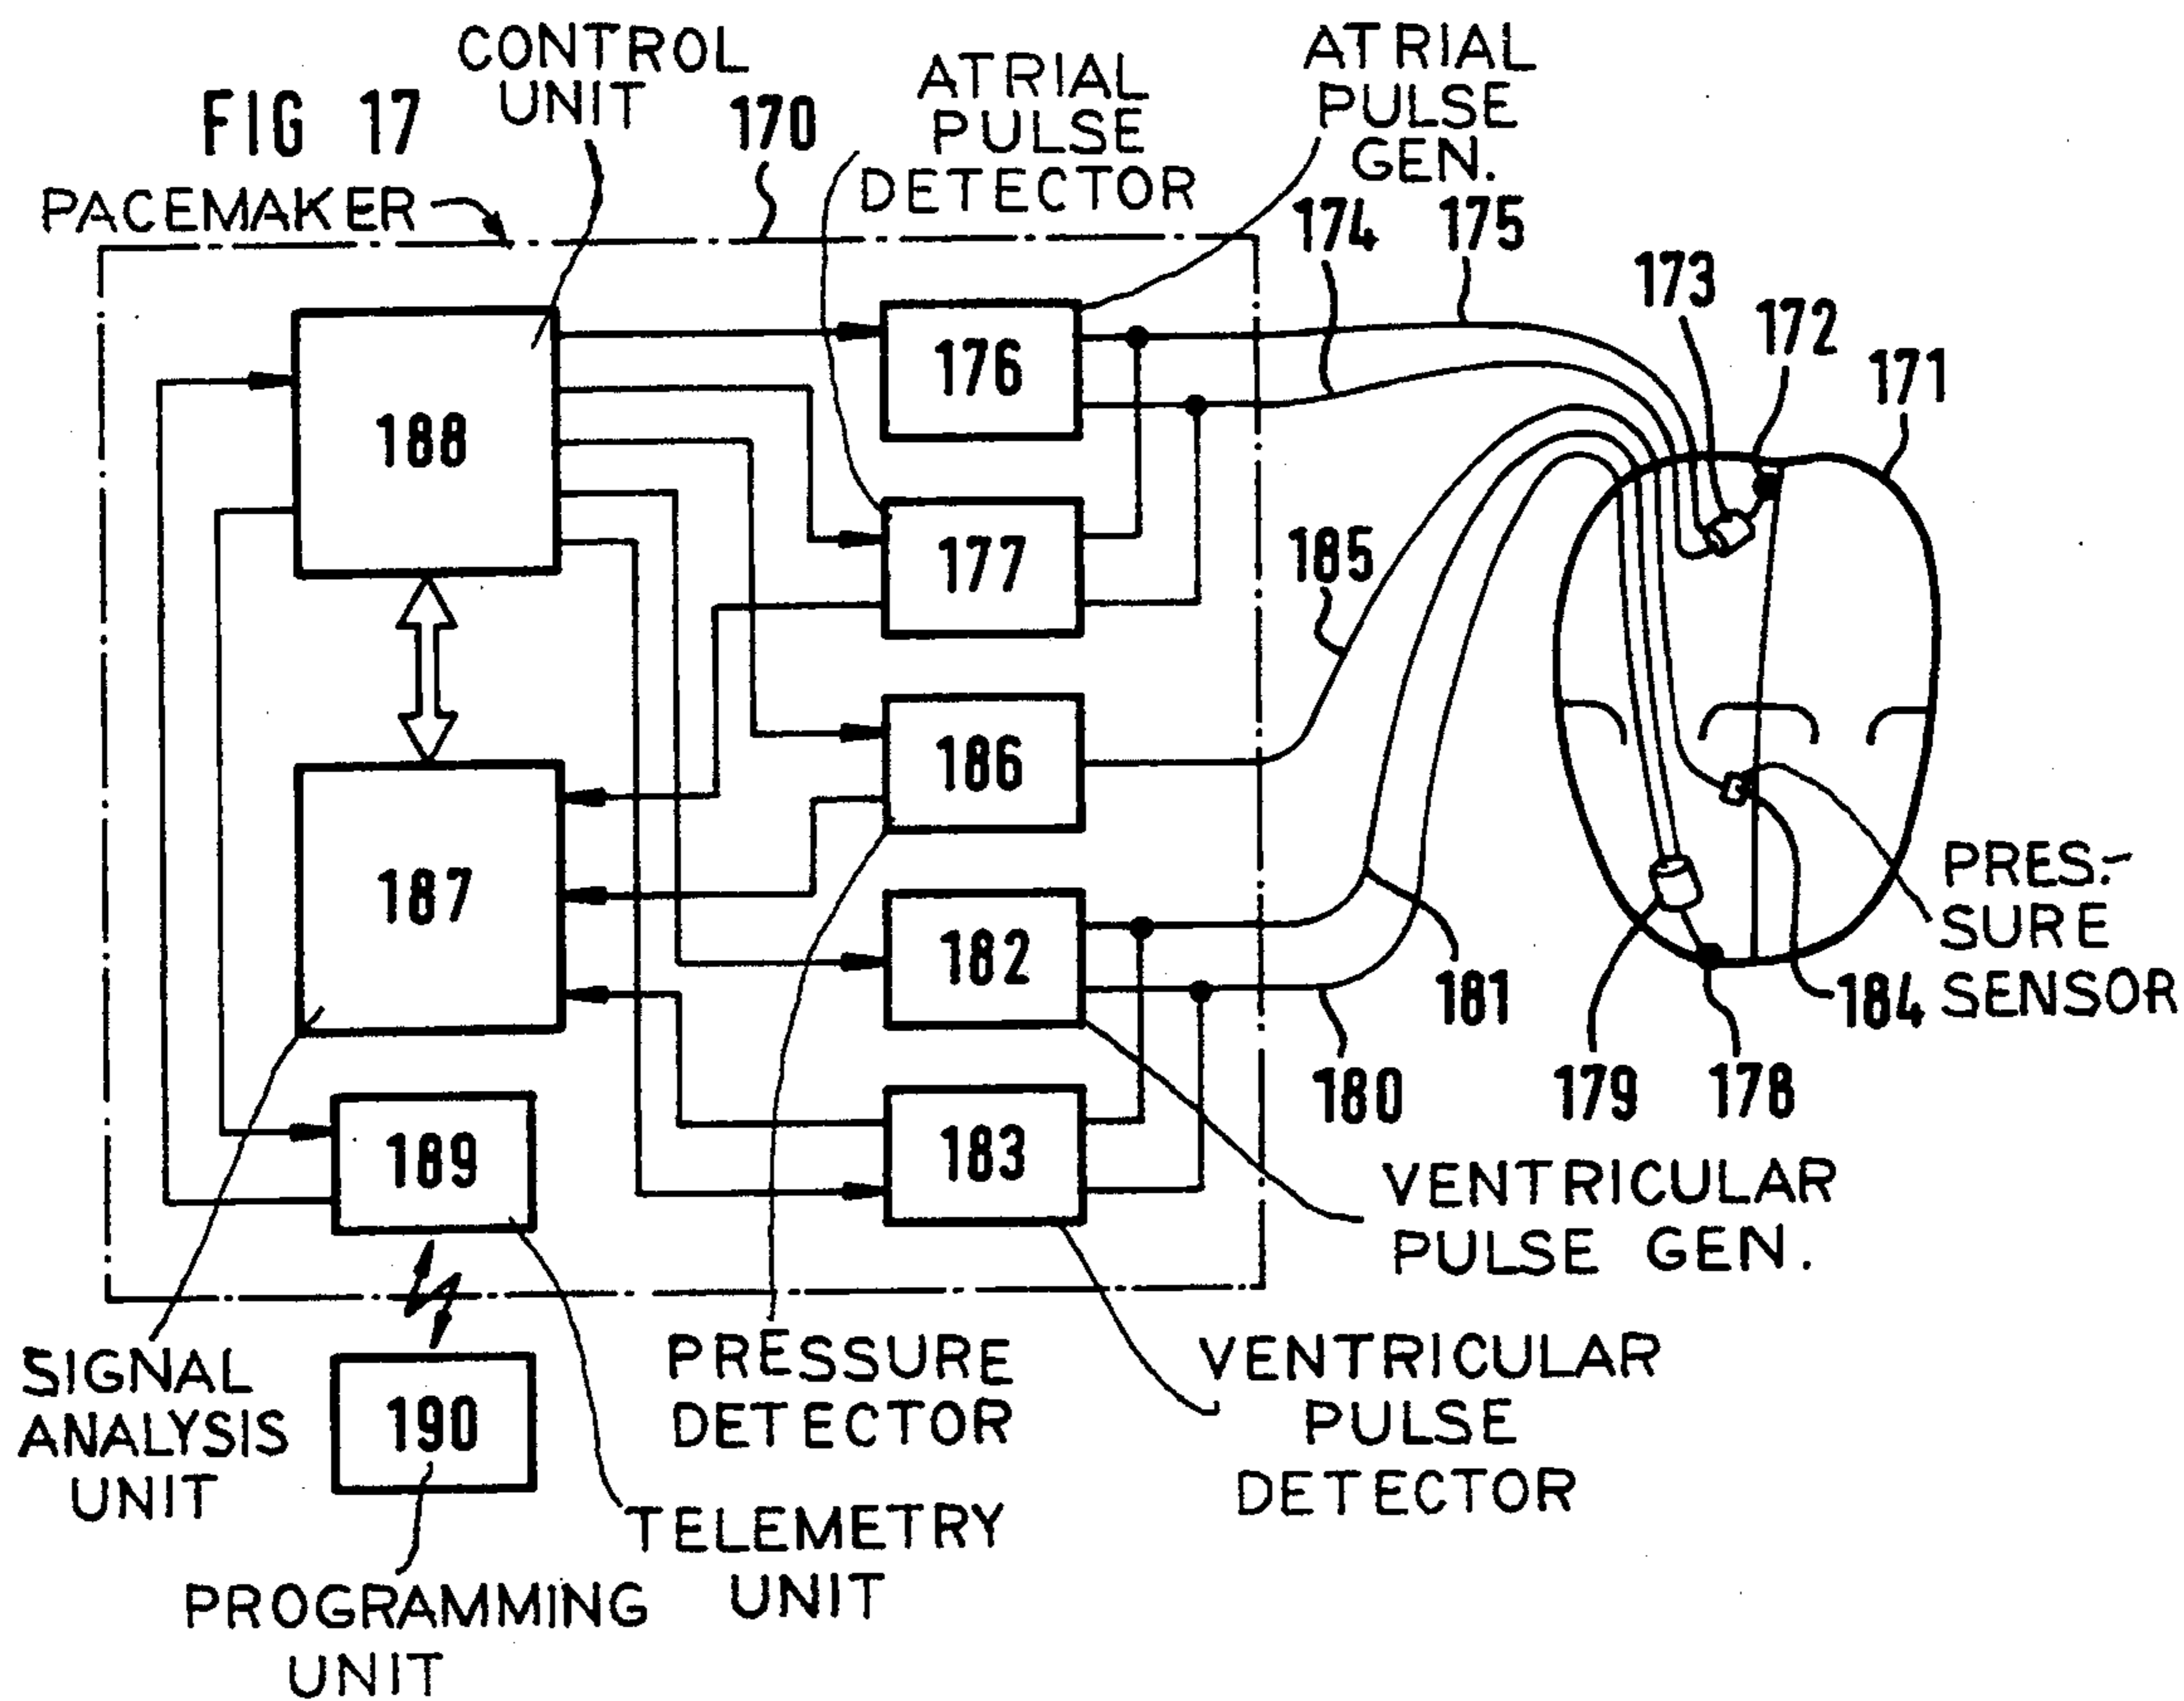 FIG 17
CONTROL
UNIT
170
ATRIAL
PULSE
DETECTOR
ATRIAL
PULSE
GEN.
PACEMAKER
174
175
173
172
171
176
188
177
185
186
187
182
181
180
183
189
190
179
178
184
PRES-
SURE
SENSOR
VENTRICULAR
PULSE GEN.
SIGNAL
ANALYSIS
UNIT
PRESSURE
DETECTOR
VENTRICULAR
PULSE
DETECTOR
TELEMETRY
UNIT
PROGRAMMING
UNIT